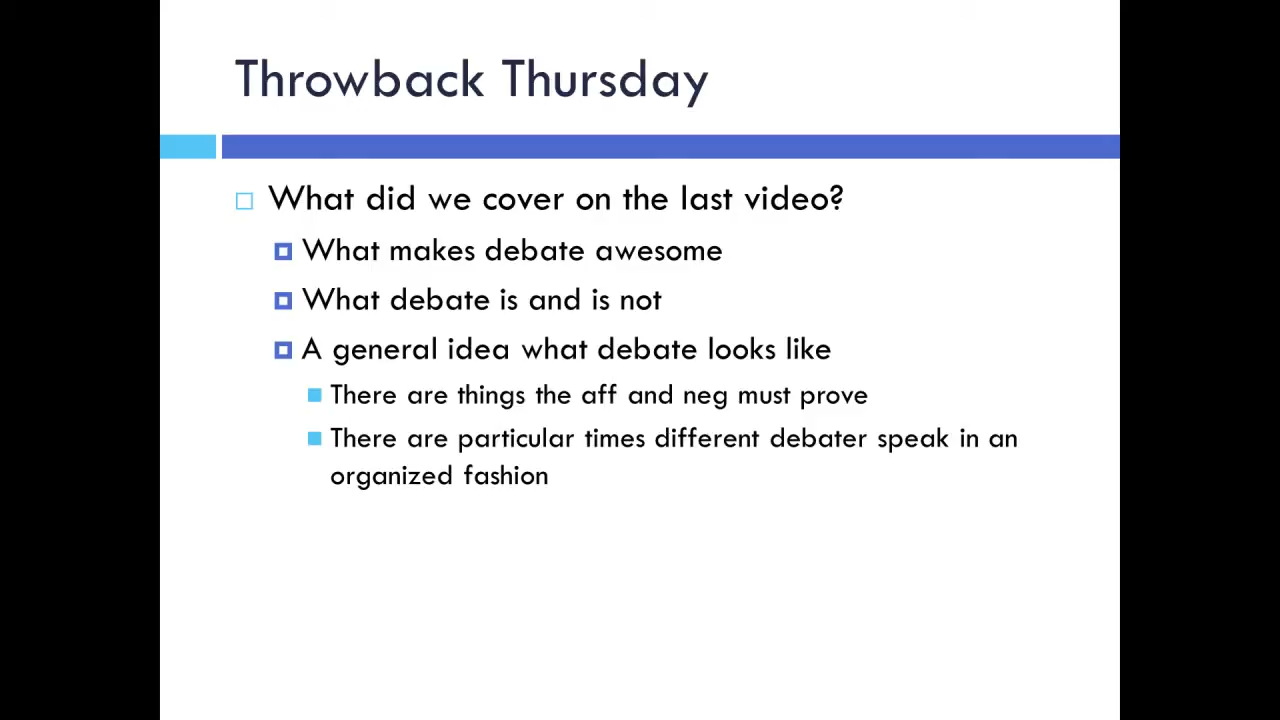 Throwback Thursday
What did we cover on the last video?
What makes debate awesome
What debate is and is not
A general idea what debate looks like
There are things the aff and neg must prove
There are particular times different debater speak in an
organized fashion